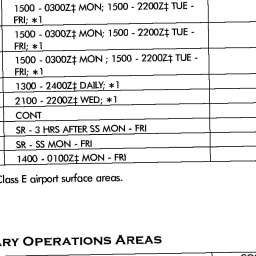 1500 - 0300Z‡ MON; 1500 - 2200Z‡ TUE -
FRI; *1
1500 - 0300Z‡ MON; 1500 - 2200Z‡ TUE -
FRI; *1
1500 - 0300Z‡ MON ; 1500 - 2200Z‡ TUE -
FRI; *1
1300 - 2400Z‡ DAILY; *1
2100 - 2200Z‡ WED; *1
CONT
SR - 3 HRS AFTER SS MON - FRI
SR - SS MON - FRI
1400 - 0100Z‡ MON - FRI
Class E airport surface areas.
ARY OPERATIONS AREAS